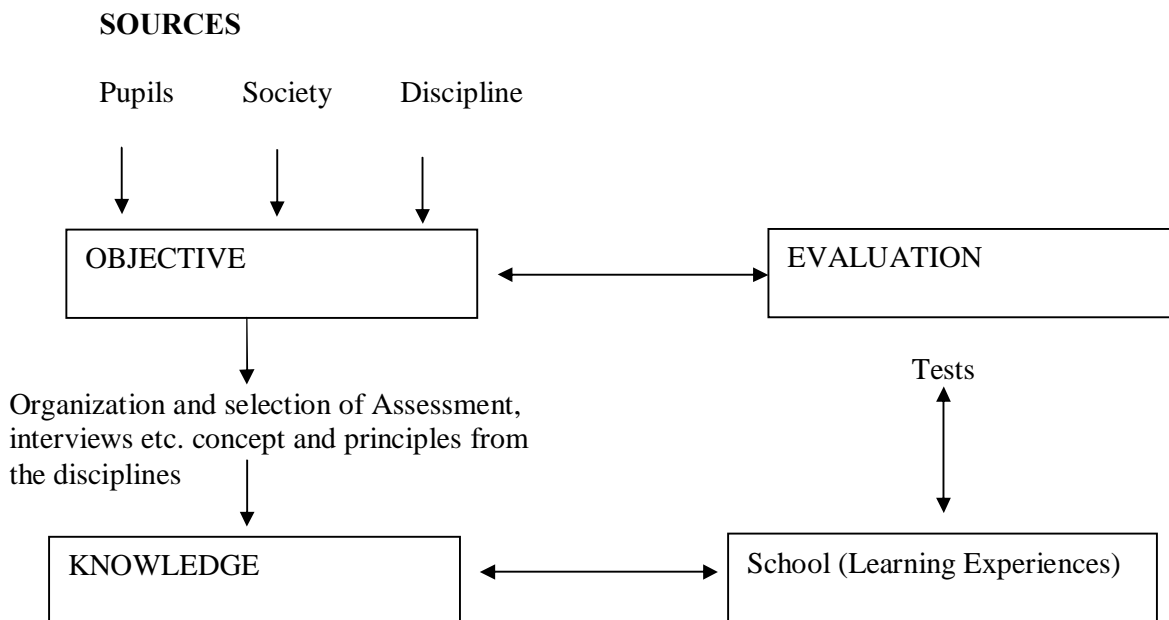 SOURCES
Pupils Society Discipline
OBJECTIVE
EVALUATION
Organization and selection of Assessment,
interviews etc. concept and principles from
the disciplines
Tests
KNOWLEDGE
School (Learning Experiences)